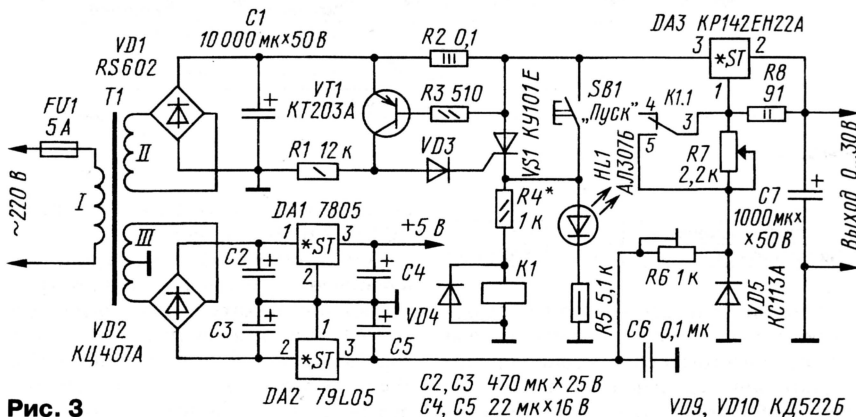 VD1
RS602
C1
10 000 мк×50 В
R2 0,1
DA3 КР142ЕН22А
3 *,ST 2
1
FU1
5 А
T1
VT1
КТ203А
R3 510
VS1 КУ101Е
SB1
„Пуск"
K1.1
4
3
5
R8
91
II
R1 12 к
VD3
HL1
АЛ307Б
R7
2,2 к
~220 В
I
R4*
1 к
C7
1000 мк×
×50 В
Выход 0...30 В
III
DA1 7805
+5 В
1 *,ST 3
2
C2
C4
K1
R6 1 к
VD5
КС113А
VD4
R5 5,1 к
C3
C5
C6 0,1 мк
VD2
КЦ407А
1
2 *,ST 3
DA2 79L05
C2, C3 470 мк×25 В
C4, C5 22 мк×16 В
VD9, VD10 КД522Б
Рис. 3